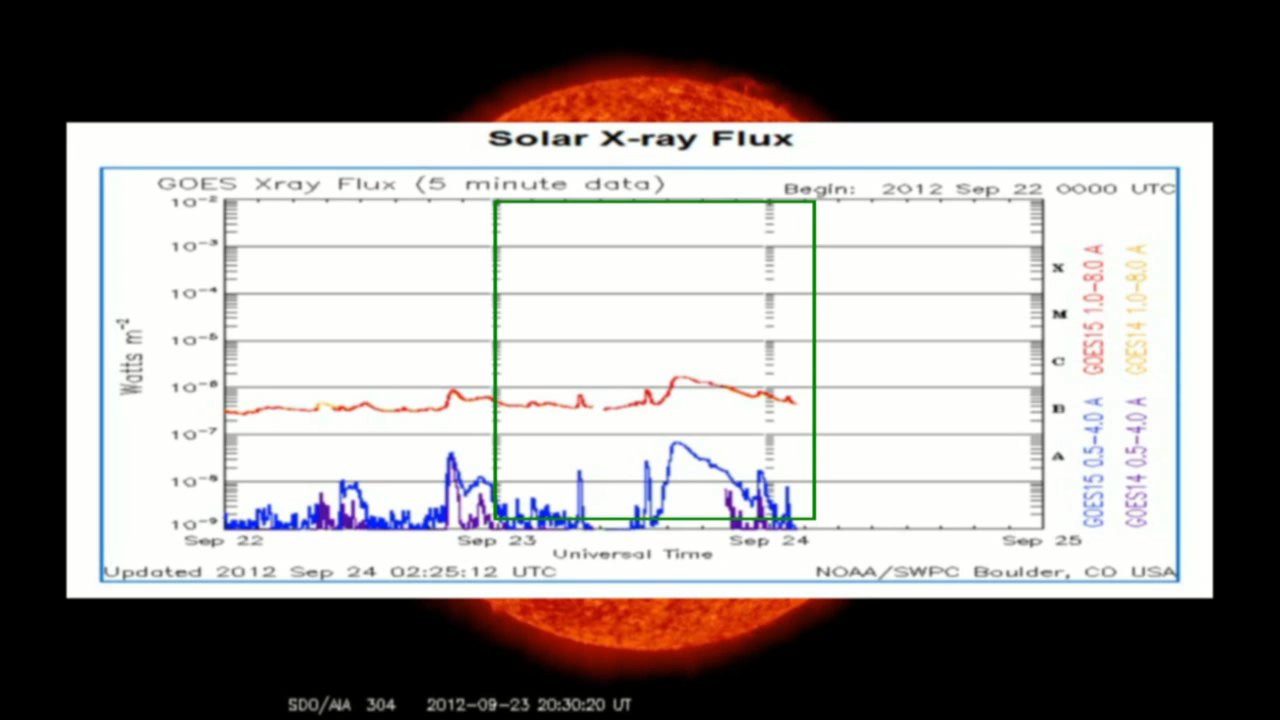 Solar X-ray Flux
GOES Xray Flux (5 minute data)
Begin: 2012 Sep 22 0000 UTC
10⁻²
10⁻³
10⁻⁴
10⁻⁵
10⁻⁶
10⁻⁷
10⁻⁸
10⁻⁹
Watts m⁻²
X
M
C
B
A
GOES15 1.0-8.0 A
GOES14 1.0-8.0 A
GOES15 0.5-4.0 A
GOES14 0.5-4.0 A
Sep 22
Sep 23
Sep 24
Sep 25
Universal Time
Updated 2012 Sep 24 02:25:12 UTC
NOAA/SWPC Boulder, CO USA
SDO/AIA 304 2012-09-23 20:30:20 UT